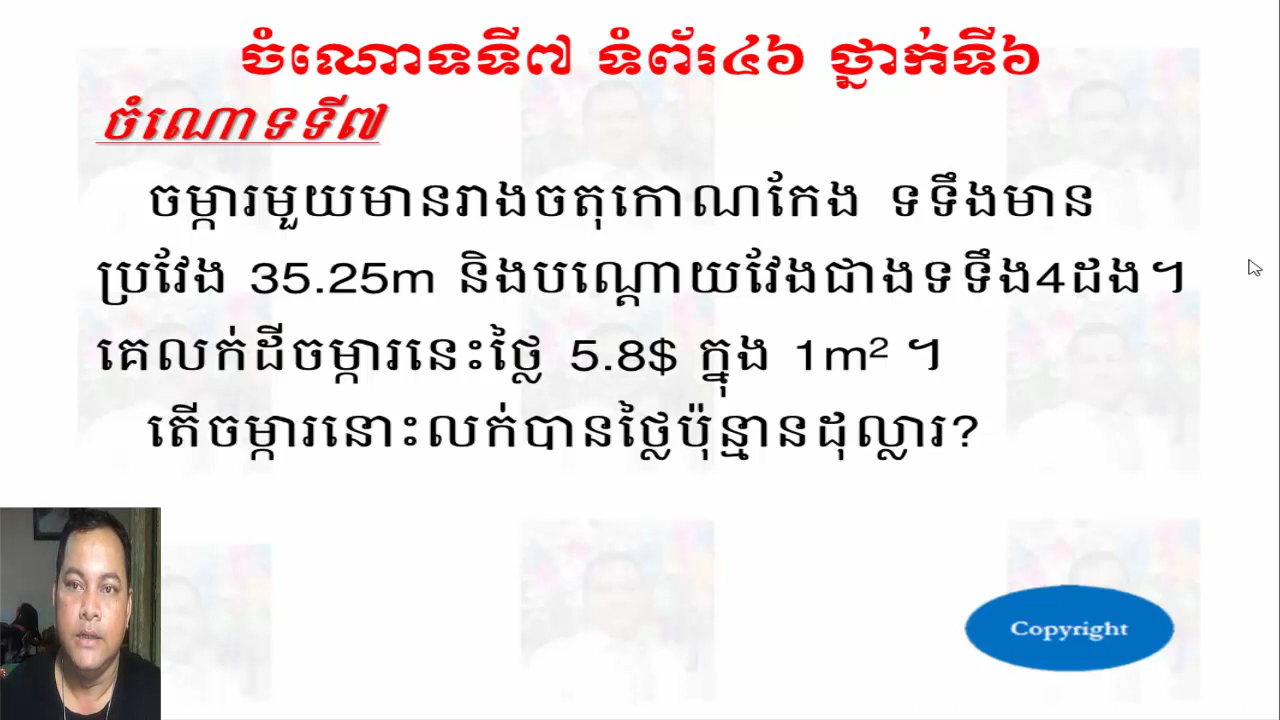 ចំណោទទី៧ ទំព័រ៤៦ ថ្នាក់ទី៦
ចំណោទទី៧
ចម្ការមួយមានរាងចតុកោណកែង ទទឹងមាន
ប្រវែង 35.25m និងបណ្ដោយវែងជាងទទឹង4ដង។
គេលក់ដីចម្ការនេះថ្លៃ 5.8$ ក្នុង 1m² ។
តើចម្ការនោះលក់បានថ្លៃប៉ុន្មានដុល្លារ?
Copyright